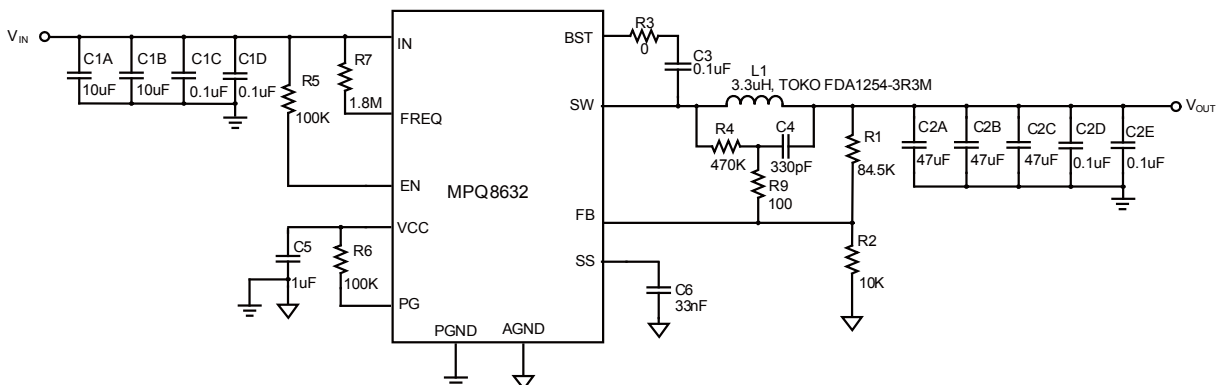 V IN
C1A
10uF
C1B
10uF
C1C
0.1uF
C1D
0.1uF
R5
100K
R7
1.8M
IN
FREQ
EN
VCC
PG
PGND
AGND
MPQ8632
BST
SW
FB
SS
C5
1uF
R6
100K
R3
0
C3
0.1uF
L1
3.3uH, TOKO FDA1254-3R3M
R4
470K
C4
330pF
R9
100
R1
84.5K
R2
10K
C6
33nF
C2A
47uF
C2B
47uF
C2C
47uF
C2D
0.1uF
C2E
0.1uF
VOUT